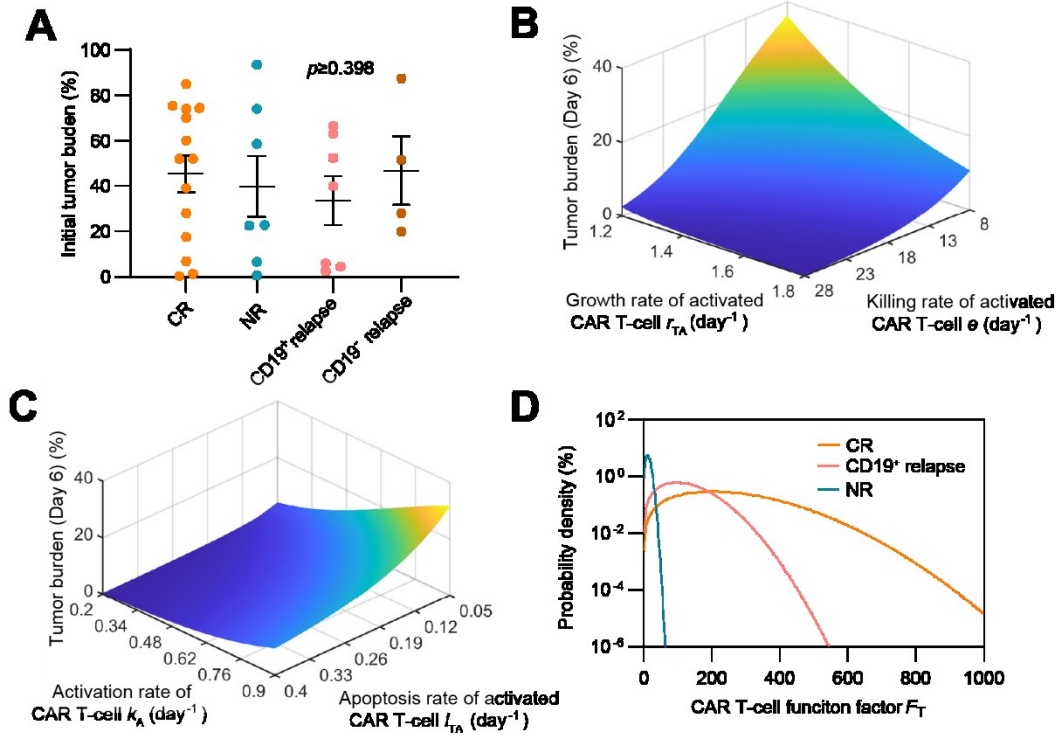 A
Initial tumor burden (%)
100
80
60
40
20
0
p≥0.398
CR
NR
CD19⁺ relapse
CD19⁻ relapse
B
Tumor burden (Day 6) (%)
40
20
0
1.2
1.4
1.6
1.8
28
23
18
13
8
Growth rate of activated
CAR T-cell r_TA (day⁻¹)
Killing rate of activated
CAR T-cell e (day⁻¹)
C
Tumor burden (Day 6) (%)
40
20
0
0.2
0.34
0.48
0.62
0.76
0.9
0.4
0.33
0.26
0.19
0.12
0.05
Activation rate of
CAR T-cell k_A (day⁻¹)
Apoptosis rate of activated
CAR T-cell l_TA (day⁻¹)
D
Probability density (%)
10²
10⁰
10⁻²
10⁻⁴
10⁻⁶
CR
CD19⁺ relapse
NR
0 200 400 600 800 1000
CAR T-cell funciton factor F_T